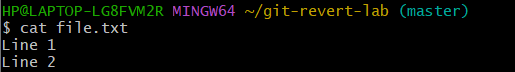 HP@LAPTOP-LG8FVM2R MINGW64 ~/git-revert-lab (master)
$ cat file.txt
Line 1
Line 2